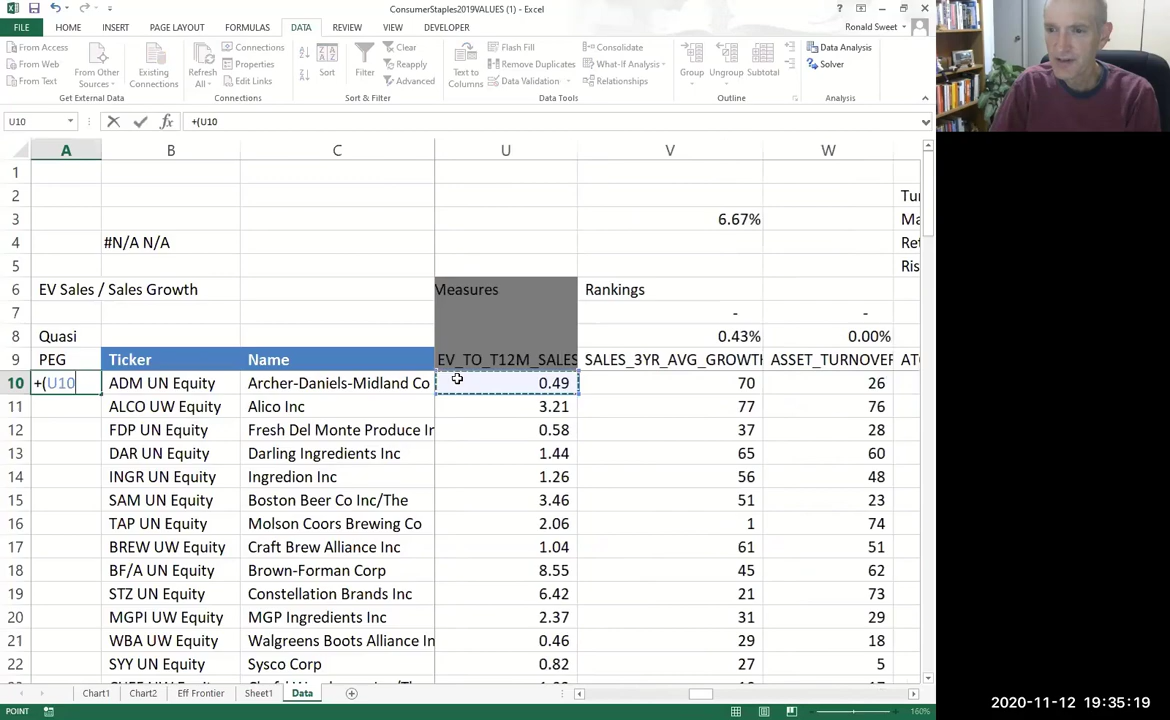 ConsumerStaples2019VALUES (1) - Excel
FILE HOME INSERT PAGE LAYOUT FORMULAS DATA REVIEW VIEW DEVELOPER Ronald Sweet
From Access
From Web
From Text
From Other Sources
Existing Connections
Get External Data
Refresh All
Connections
Properties
Edit Links
Connections
Sort
Filter
Clear
Reapply
Advanced
Sort & Filter
Text to Columns
Flash Fill
Remove Duplicates
Data Validation
Consolidate
What-If Analysis
Relationships
Data Tools
Group
Ungroup
Subtotal
Outline
Data Analysis
Solver
Analysis
U10 fx +(U10
A B C U V W
1
2 Tur
3 6.67% Ma
4 #N/A N/A Ret
5 Ris
6 EV Sales / Sales Growth Measures Rankings
7 - -
8 Quasi 0.43% 0.00%
9 PEG Ticker Name EV_TO_T12M_SALES SALES_3YR_AVG_GROWTH ASSET_TURNOVER ATO
10 +(U10 ADM UN Equity Archer-Daniels-Midland Co 0.49 70 26
11 ALCO UW Equity Alico Inc 3.21 77 76
12 FDP UN Equity Fresh Del Monte Produce Ir 0.58 37 28
13 DAR UN Equity Darling Ingredients Inc 1.44 65 60
14 INGR UN Equity Ingredion Inc 1.26 56 48
15 SAM UN Equity Boston Beer Co Inc/The 3.46 51 23
16 TAP UN Equity Molson Coors Brewing Co 2.06 1 74
17 BREW UW Equity Craft Brew Alliance Inc 1.04 61 51
18 BF/A UN Equity Brown-Forman Corp 8.55 45 62
19 STZ UN Equity Constellation Brands Inc 6.42 21 73
20 MGPI UW Equity MGP Ingredients Inc 2.37 31 29
21 WBA UW Equity Walgreens Boots Alliance In 0.46 29 18
22 SYY UN Equity Sysco Corp 0.82 27 5
Chart1 Chart2 Eff Frontier Sheet1 Data
POINT 160%
2020-11-12 19:35:19